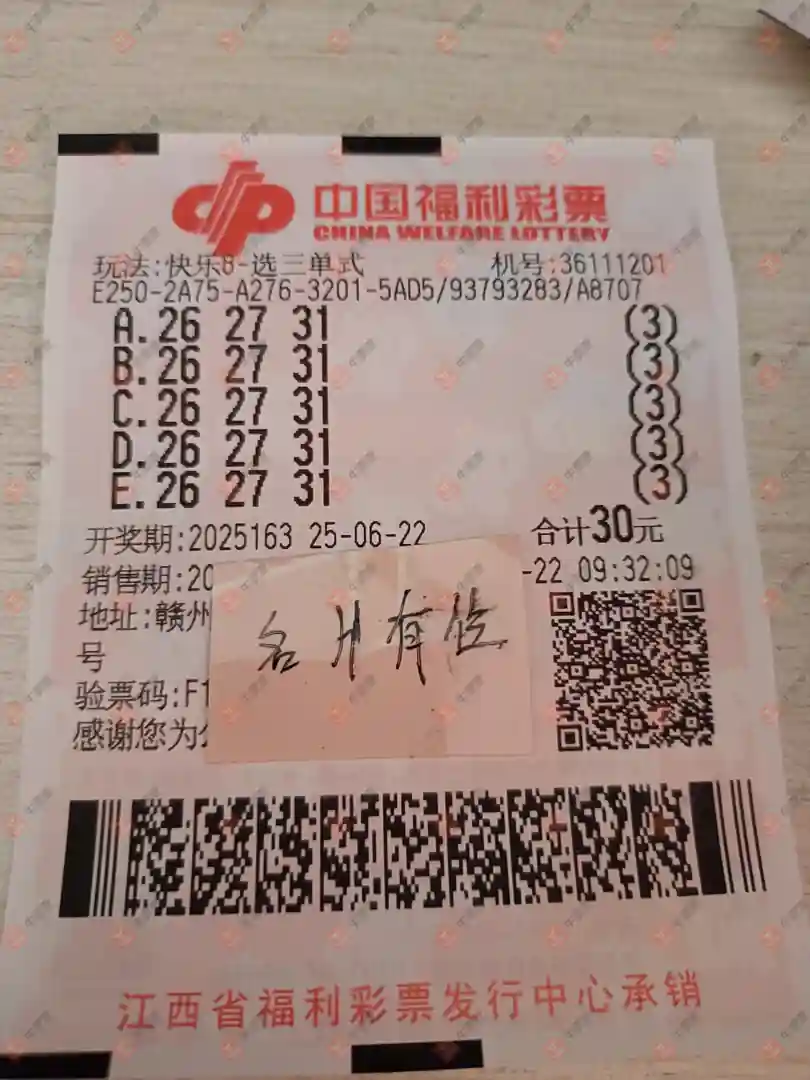 中国福利彩票
CHINA WELFARE LOTTERY
玩法:快乐8-选三单式 机号:36111201
E250-2A75-A276-3201-5AD5/93793283/A8707
A.26 27 31 (3)
B.26 27 31 (3)
C.26 27 31 (3)
D.26 27 31 (3)
E.26 27 31 (3)
开奖期:2025163 25-06-22 合计30元
销售期:20 -22 09:32:09
地址:赣州
号
名片有位
验票码:F1
感谢您为公
江西省福利彩票发行中心承销